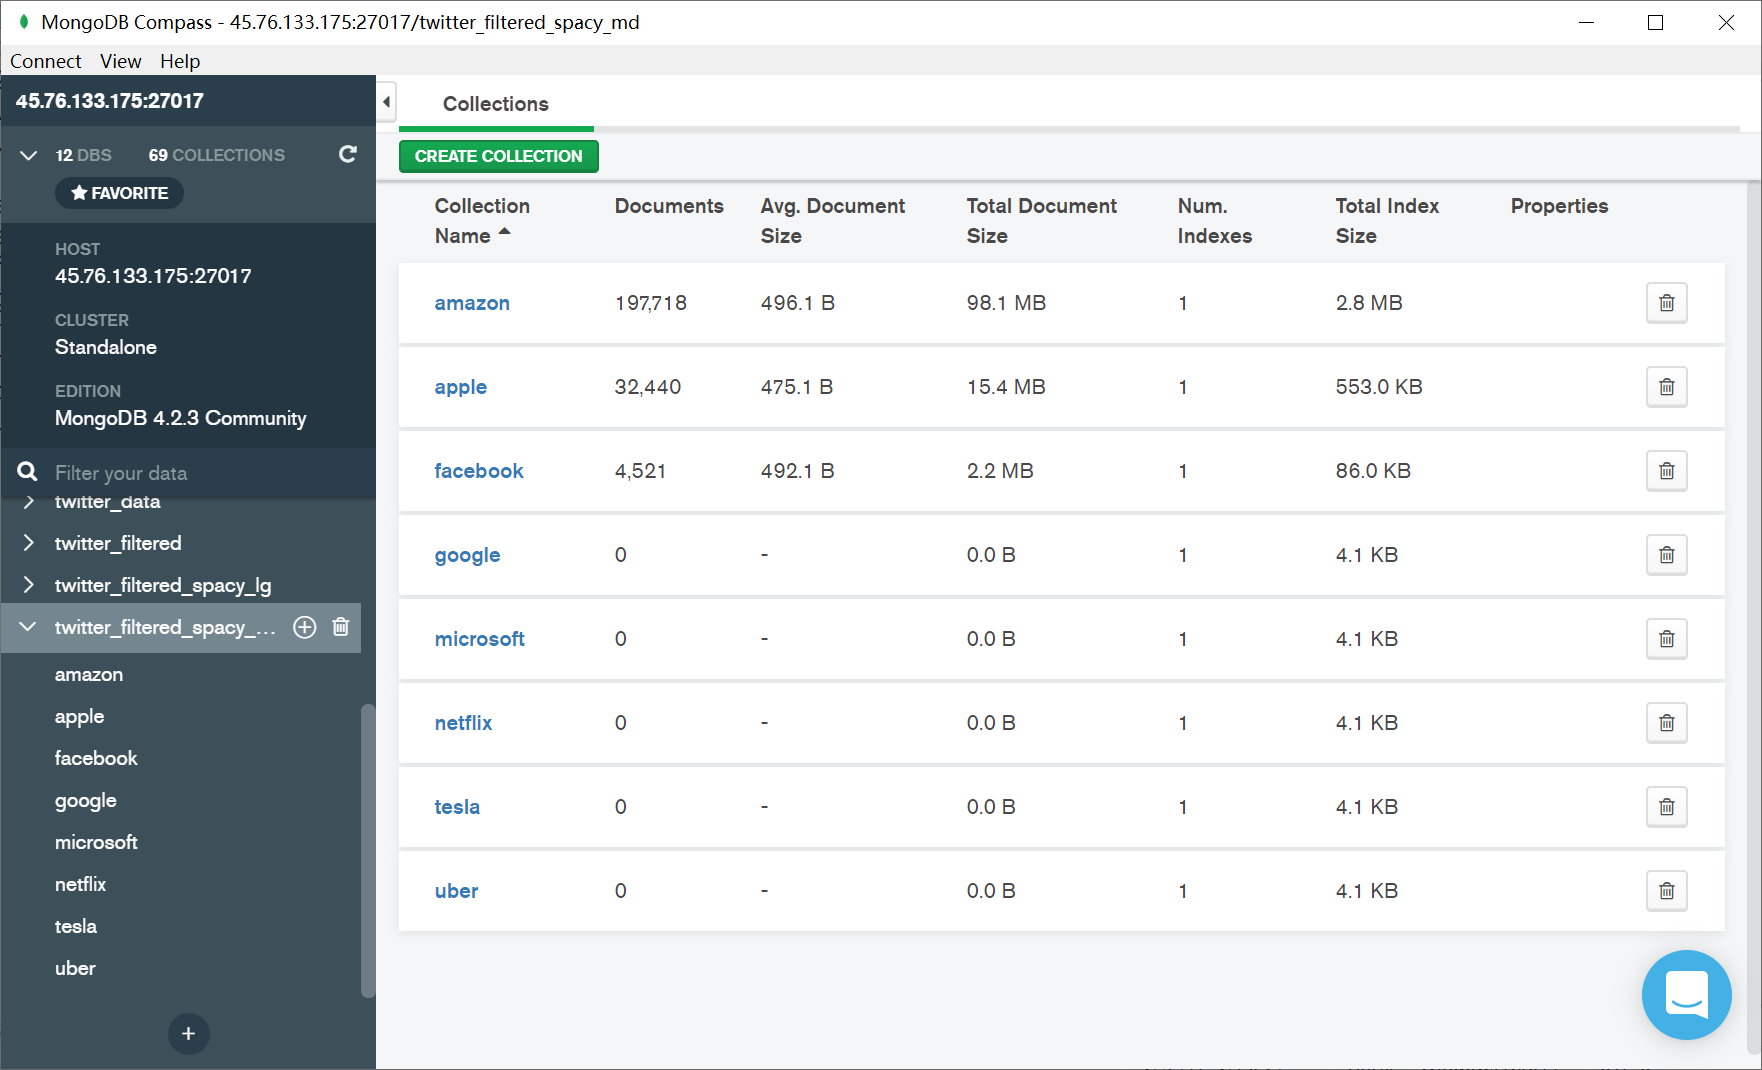 MongoDB Compass - 45.76.133.175:27017/twitter_filtered_spacy_md
Connect View Help
45.76.133.175:27017
12 DBS 69 COLLECTIONS
FAVORITE
HOST
45.76.133.175:27017
CLUSTER
Standalone
EDITION
MongoDB 4.2.3 Community
Filter your data
twitter_data
twitter_filtered
twitter_filtered_spacy_lg
twitter_filtered_spacy_...
amazon
apple
facebook
google
microsoft
netflix
tesla
uber
+
Collections
CREATE COLLECTION
Collection Name Documents Avg. Document Size Total Document Size Num. Indexes Total Index Size Properties
amazon 197,718 496.1 B 98.1 MB 1 2.8 MB
apple 32,440 475.1 B 15.4 MB 1 553.0 KB
facebook 4,521 492.1 B 2.2 MB 1 86.0 KB
google 0 - 0.0 B 1 4.1 KB
microsoft 0 - 0.0 B 1 4.1 KB
netflix 0 - 0.0 B 1 4.1 KB
tesla 0 - 0.0 B 1 4.1 KB
uber 0 - 0.0 B 1 4.1 KB